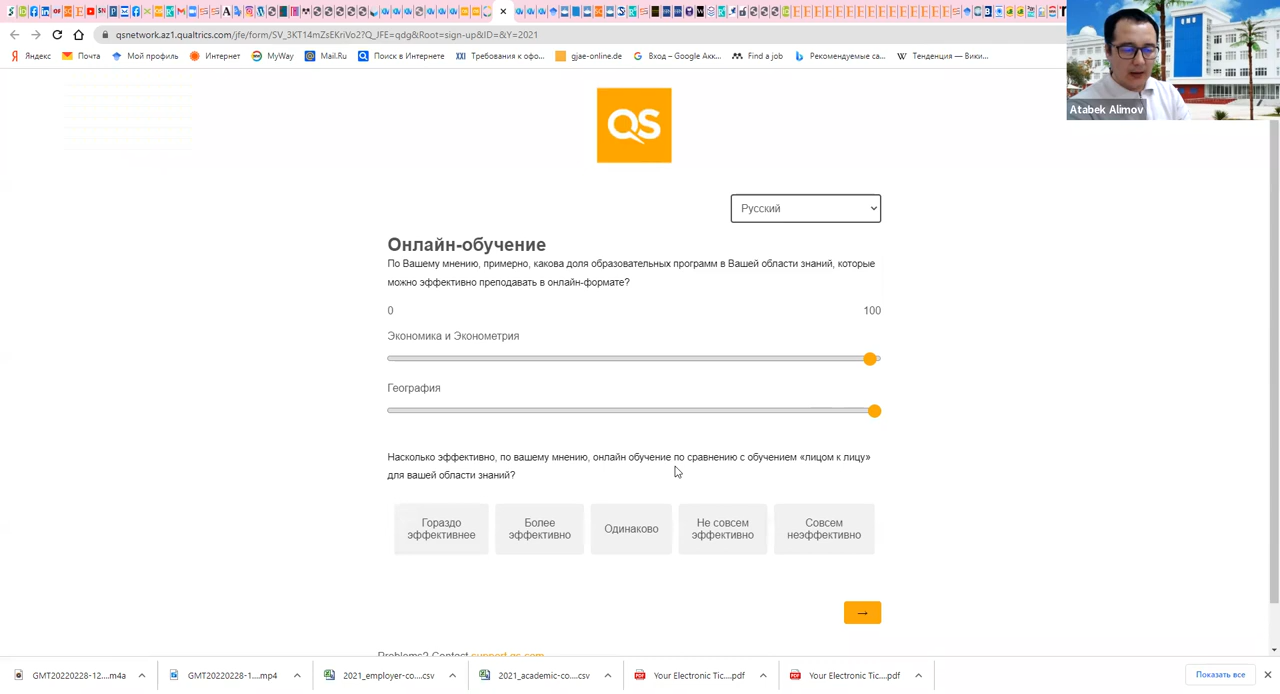 qsnetwork.az1.qualtrics.com/jfe/form/SV_3KT14mZsEKriVo2?Q_JFE=qdg&Root=sign-up&ID=&Y=2021
Яндекс Почта Мой профиль Интернет MyWay Mail.Ru Поиск в Интернете Требования к офо... gjae-online.de Вход – Google Акк... Find a job Рекомендуемые са... Тенденция — Вики...
Atabek Alimov
QS
Русский
Онлайн-обучение
По Вашему мнению, примерно, какова доля образовательных программ в Вашей области знаний, которые
можно эффективно преподавать в онлайн-формате?
0 100
Экономика и Эконометрия
География
Насколько эффективно, по вашему мнению, онлайн обучение по сравнению с обучением «лицом к лицу»
для вашей области знаний?
Гораздо эффективнее
Более эффективно
Одинаково
Не совсем эффективно
Совсем неэффективно
→
Problems? Contact support.qs.com
GMT20220228-12....m4a GMT20220228-1....mp4 2021_employer-co....csv 2021_academic-co....csv Your Electronic Tic....pdf Your Electronic Tic....pdf Показать все